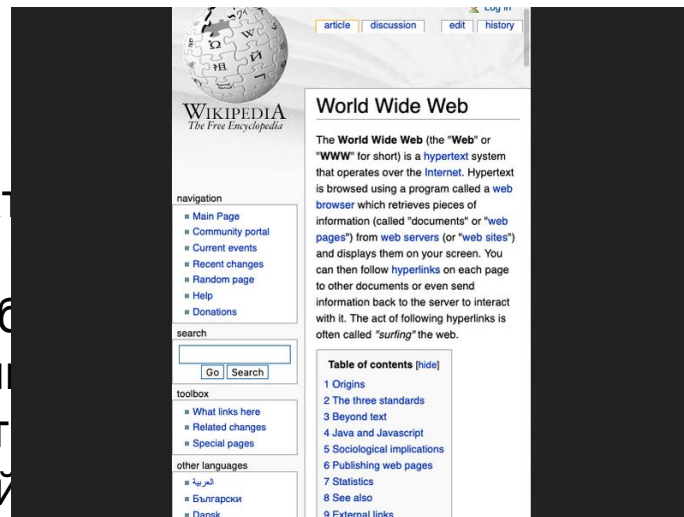 Log in
article discussion edit history
WIKIPEDIA
The Free Encyclopedia
navigation
Main Page
Community portal
Current events
Recent changes
Random page
Help
Donations
search
Go Search
toolbox
What links here
Related changes
Special pages
other languages
العربية
Български
Dansk
World Wide Web
The World Wide Web (the "Web" or
"WWW" for short) is a hypertext system
that operates over the Internet. Hypertext
is browsed using a program called a web
browser which retrieves pieces of
information (called "documents" or "web
pages") from web servers (or "web sites")
and displays them on your screen. You
can then follow hyperlinks on each page
to other documents or even send
information back to the server to interact
with it. The act of following hyperlinks is
often called "surfing" the web.
Table of contents [hide]
1 Origins
2 The three standards
3 Beyond text
4 Java and Javascript
5 Sociological implications
6 Publishing web pages
7 Statistics
8 See also
9 External links